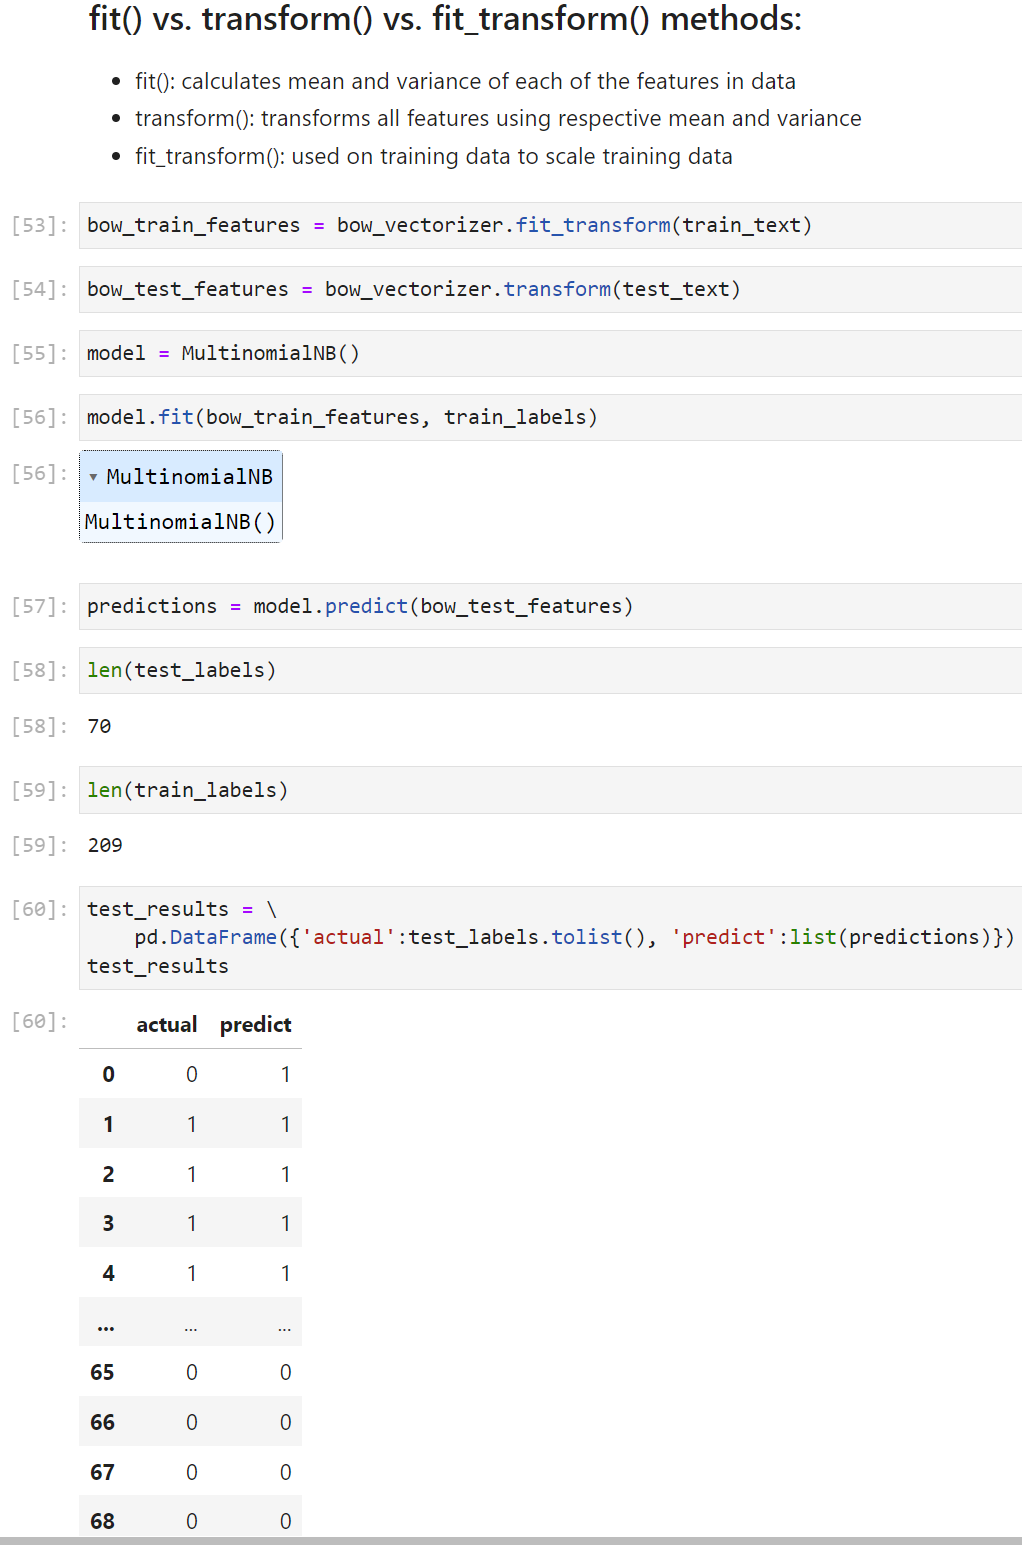 fit() vs. transform() vs. fit_transform() methods:
• fit(): calculates mean and variance of each of the features in data
• transform(): transforms all features using respective mean and variance
• fit_transform(): used on training data to scale training data
[53]: bow_train_features = bow_vectorizer.fit_transform(train_text)
[54]: bow_test_features = bow_vectorizer.transform(test_text)
[55]: model = MultinomialNB()
[56]: model.fit(bow_train_features, train_labels)
[56]: ▾ MultinomialNB
MultinomialNB()
[57]: predictions = model.predict(bow_test_features)
[58]: len(test_labels)
[58]: 70
[59]: len(train_labels)
[59]: 209
[60]: test_results = \
    pd.DataFrame({'actual':test_labels.tolist(), 'predict':list(predictions)})
test_results
[60]: actual predict
0 0 1
1 1 1
2 1 1
3 1 1
4 1 1
... ... ...
65 0 0
66 0 0
67 0 0
68 0 0